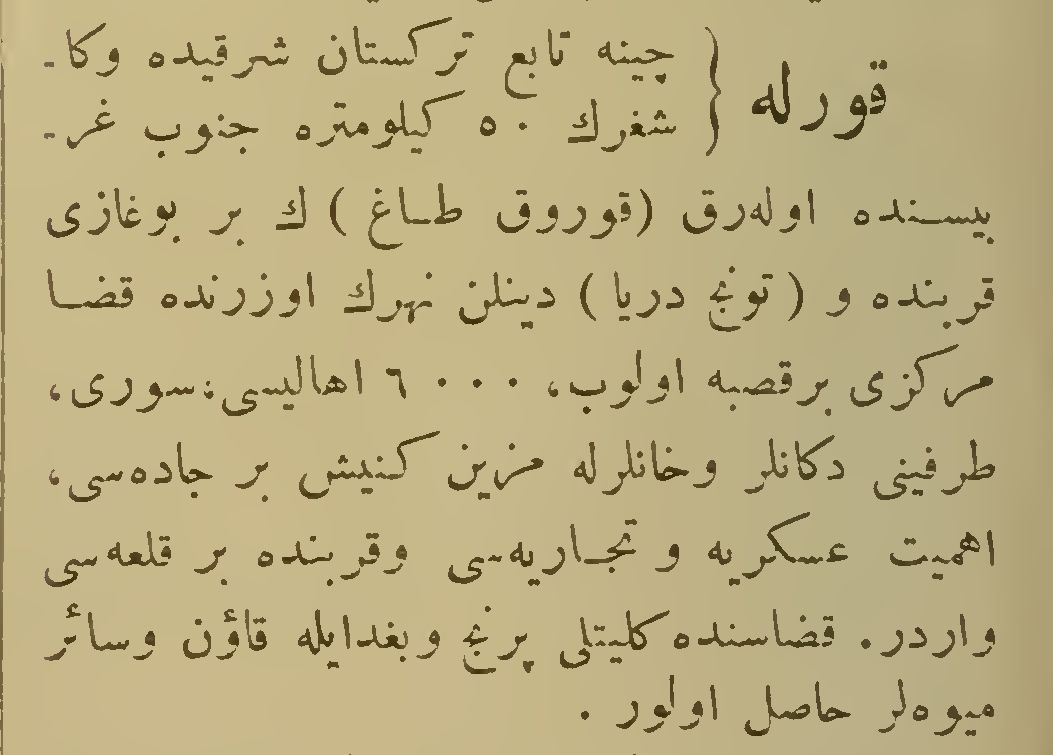 قورله { چینه تابع ترکستان شرقیده وکا-
شغرك ٥٠ کیلومتره جنوب غر-
بیسنده اوله‌رق (قوروق طاغ) ك بر بوغازی
قربنده و (تونج دریا) دینلن نهرك اوزرنده قضا
مرکزی برقصبه اولوب، ٦٠٠٠ اهالیسی؛ سوری،
طرفینی دکانلر وخانلرله مزین کنیش بر جاده‌سی،
اهمیت عسکریه و تجاریه‌سی وقربنده بر قلعه‌سی
واردر. قضاسنده کلیتلی پرنج وبغدایله قاؤن وسائر
میوه‌لر حاصل اولور.